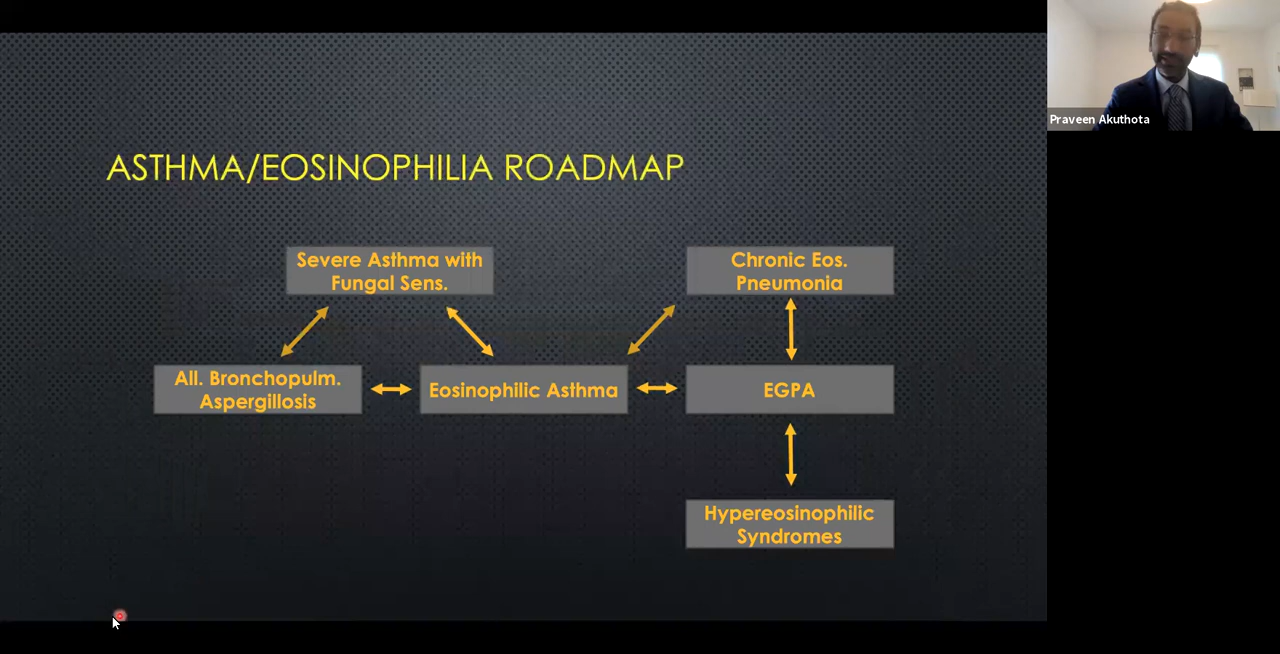 Praveen Akuthota
ASTHMA/EOSINOPHILIA ROADMAP
Severe Asthma with
Fungal Sens.
Chronic Eos.
Pneumonia
All. Bronchopulm.
Aspergillosis
Eosinophilic Asthma
EGPA
Hypereosinophilic
Syndromes